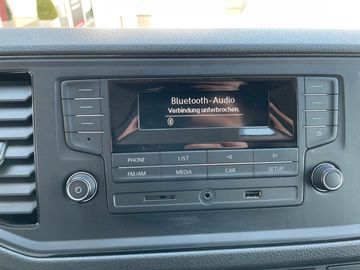 Bluetooth-Audio
Verbindung unterbrochen.
PHONE LIST
FM/AM MEDIA CAR SETUP